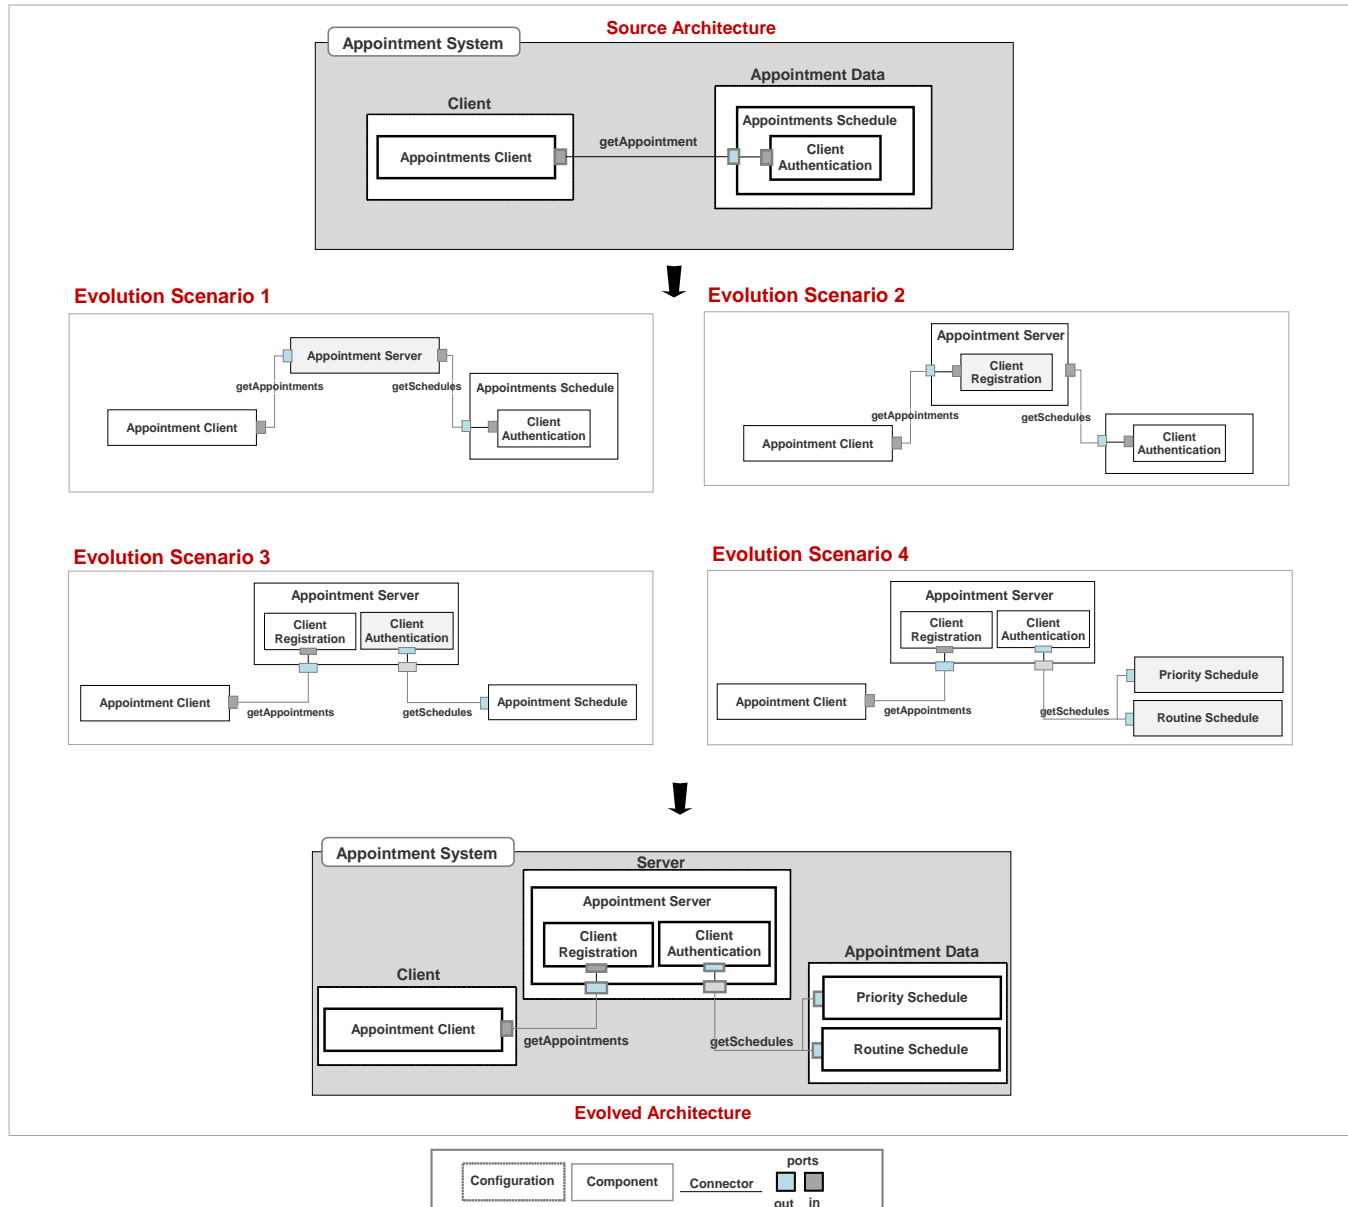 Source Architecture
Appointment System
Appointment Data
Client
Appointments Schedule
getAppointment
Appointments Client
Client
Authentication
Evolution Scenario 1
Appointment Server
getAppointments
getSchedules
Appointments Schedule
Appointment Client
Client
Authentication
Evolution Scenario 2
Appointment Server
Client
Registration
getAppointments
getSchedules
Appointment Client
Client
Authentication
Evolution Scenario 3
Appointment Server
Client
Registration
Client
Authentication
Appointment Client
getAppointments
getSchedules
Appointment Schedule
Evolution Scenario 4
Appointment Server
Client
Registration
Client
Authentication
Priority Schedule
Appointment Client
getAppointments
getSchedules
Routine Schedule
Appointment System
Server
Appointment Server
Client
Registration
Client
Authentication
Appointment Data
Client
Priority Schedule
Appointment Client
getAppointments
getSchedules
Routine Schedule
Evolved Architecture
ports
Configuration
Component
Connector
out in